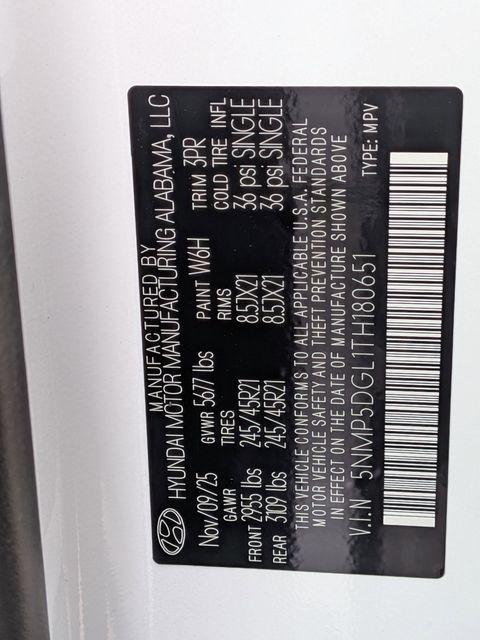 MANUFACTURED BY
HYUNDAI MOTOR MANUFACTURING ALABAMA, LLC
Nov/09/25 GVWR 5677 lbs PAINT W6H TRIM 3PR
GAWR TIRES RIMS COLD TIRE INFL
FRONT 2955 lbs 245/45R21 8.5JX21 36 psi SINGLE
REAR 3109 lbs 245/45R21 8.5JX21 36 psi SINGLE
THIS VEHICLE CONFORMS TO ALL APPLICABLE U.S.A. FEDERAL
MOTOR VEHICLE SAFETY AND THEFT PREVENTION STANDARDS
IN EFFECT ON THE DATE OF MANUFACTURE SHOWN ABOVE
V.I.N 5NMP5DGL1TH180651 TYPE: MPV